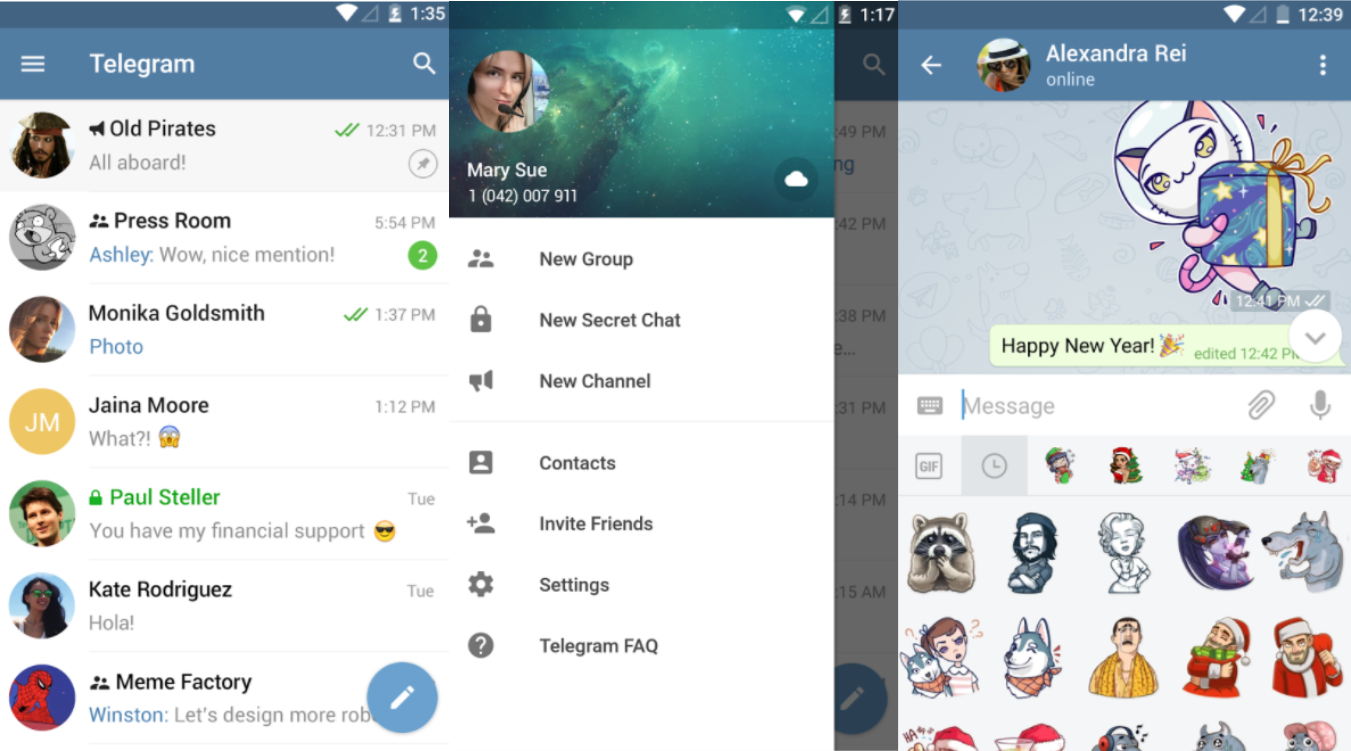 1:35
Telegram
Old Pirates
12:31 PM
All aboard!
Press Room
5:54 PM
Ashley: Wow, nice mention!
2
Monika Goldsmith
1:37 PM
Photo
JM
Jaina Moore
1:12 PM
What?! 😱
Paul Steller
Tue
You have my financial support 😎
Kate Rodriguez
Tue
Hola!
Meme Factory
Winston: Let's design more rob
1:17
Mary Sue
1 (042) 007 911
New Group
New Secret Chat
New Channel
Contacts
Invite Friends
Settings
Telegram FAQ
:49 PM
ng
:42 PM
:38 PM
e...
:31 PM
:14 PM
:15 AM
12:39
Alexandra Rei
online
12:41 PM
Happy New Year! 🎉
edited 12:42 PM
Message
GIF
HA